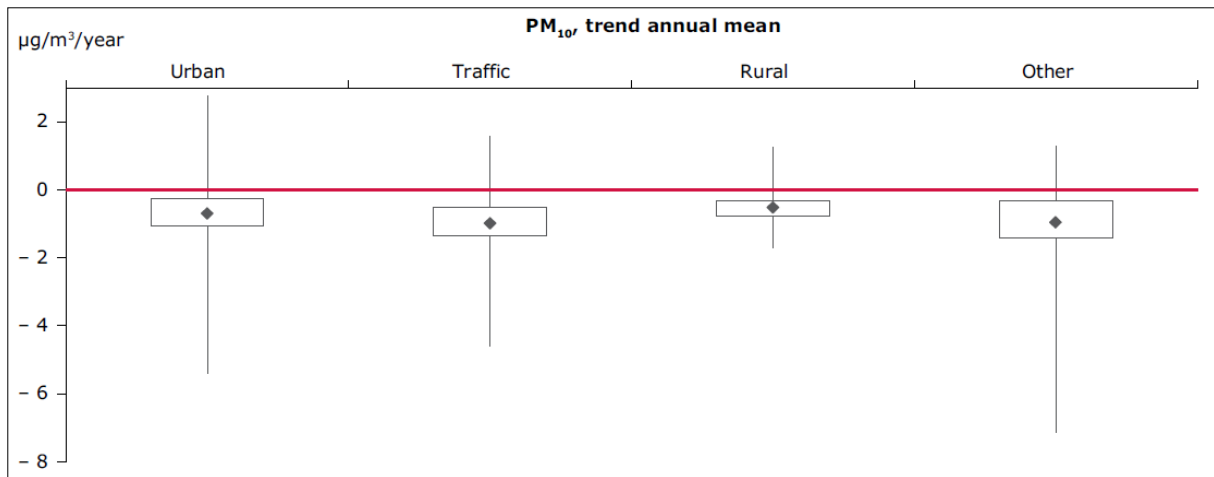 PM₁₀, trend annual mean
µg/m³/year
Urban Traffic Rural Other
2
0
– 2
– 4
– 6
– 8